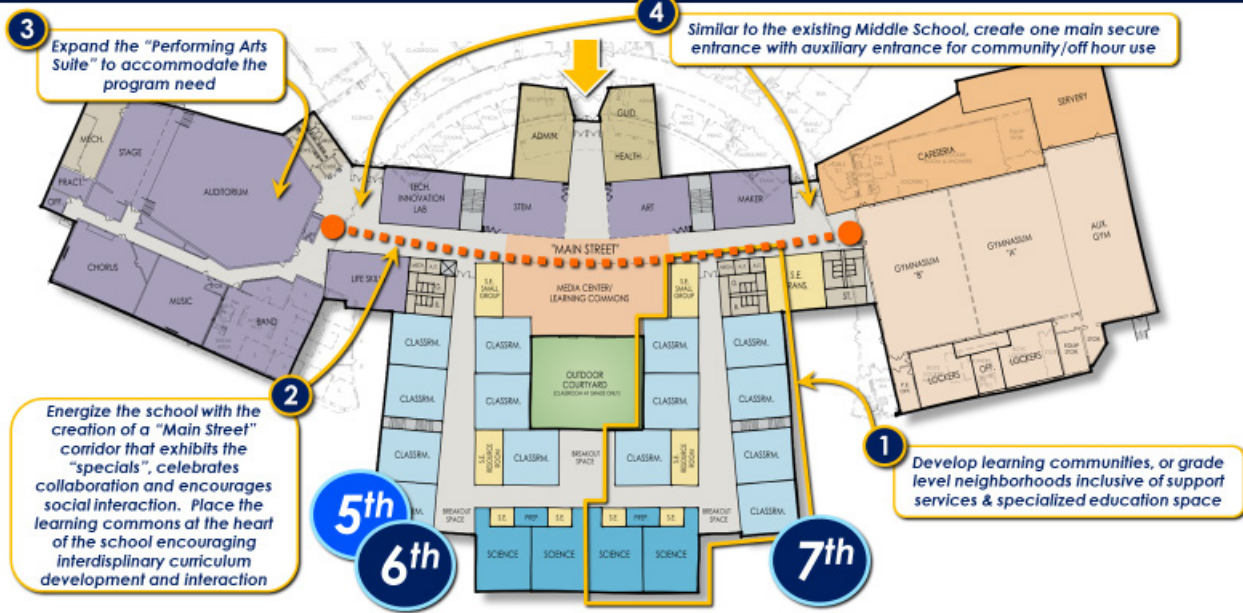 3
Expand the "Performing Arts
Suite" to accommodate the
program need
4
Similar to the existing Middle School, create one main secure
entrance with auxiliary entrance for community/off hour use
MECH.
STAGE
PRACT.
OFF.
AUDITORIUM
CHORUS
MUSIC
BAND
TECH.
INNOVATION
LAB
STEM
ADMIN.
GUID.
HEALTH
ART
MAKER
CAFETERIA
SERVERY
GYMNASIUM
"B"
GYMNASIUM
"A"
AUX.
GYM
LOCKERS
OFF.
LOCKERS
EQUIP
STOR.
STOR.
LIFE SKILLS
"MAIN STREET"
S.E.
SMALL
GROUP
MEDIA CENTER/
LEARNING COMMONS
S.E.
SMALL
GROUP
S.E.
TRANS.
ST.
CLASSRM.
CLASSRM.
CLASSRM.
CLASSRM.
CLASSRM.
CLASSRM.
CLASSRM.
CLASSRM.
OUTDOOR
COURTYARD
(CLASSROOM AT GRADE ONLY)
CLASSRM.
S.E.
RESOURCE
ROOM
CLASSRM.
BREAKOUT
SPACE
CLASSRM.
S.E.
RESOURCE
ROOM
CLASSRM.
CLASSRM.
BREAKOUT
SPACE
BREAKOUT
SPACE
CLASSRM.
S.E.
PREP
S.E.
S.E.
PREP
S.E.
SCIENCE
SCIENCE
SCIENCE
SCIENCE
2
Energize the school with the
creation of a "Main Street"
corridor that exhibits the
"specials", celebrates
collaboration and encourages
social interaction. Place the
learning commons at the heart
of the school encouraging
interdisplinary curriculum
development and interaction
5th
6th
7th
1
Develop learning communities, or grade
level neighborhoods inclusive of support
services & specialized education space